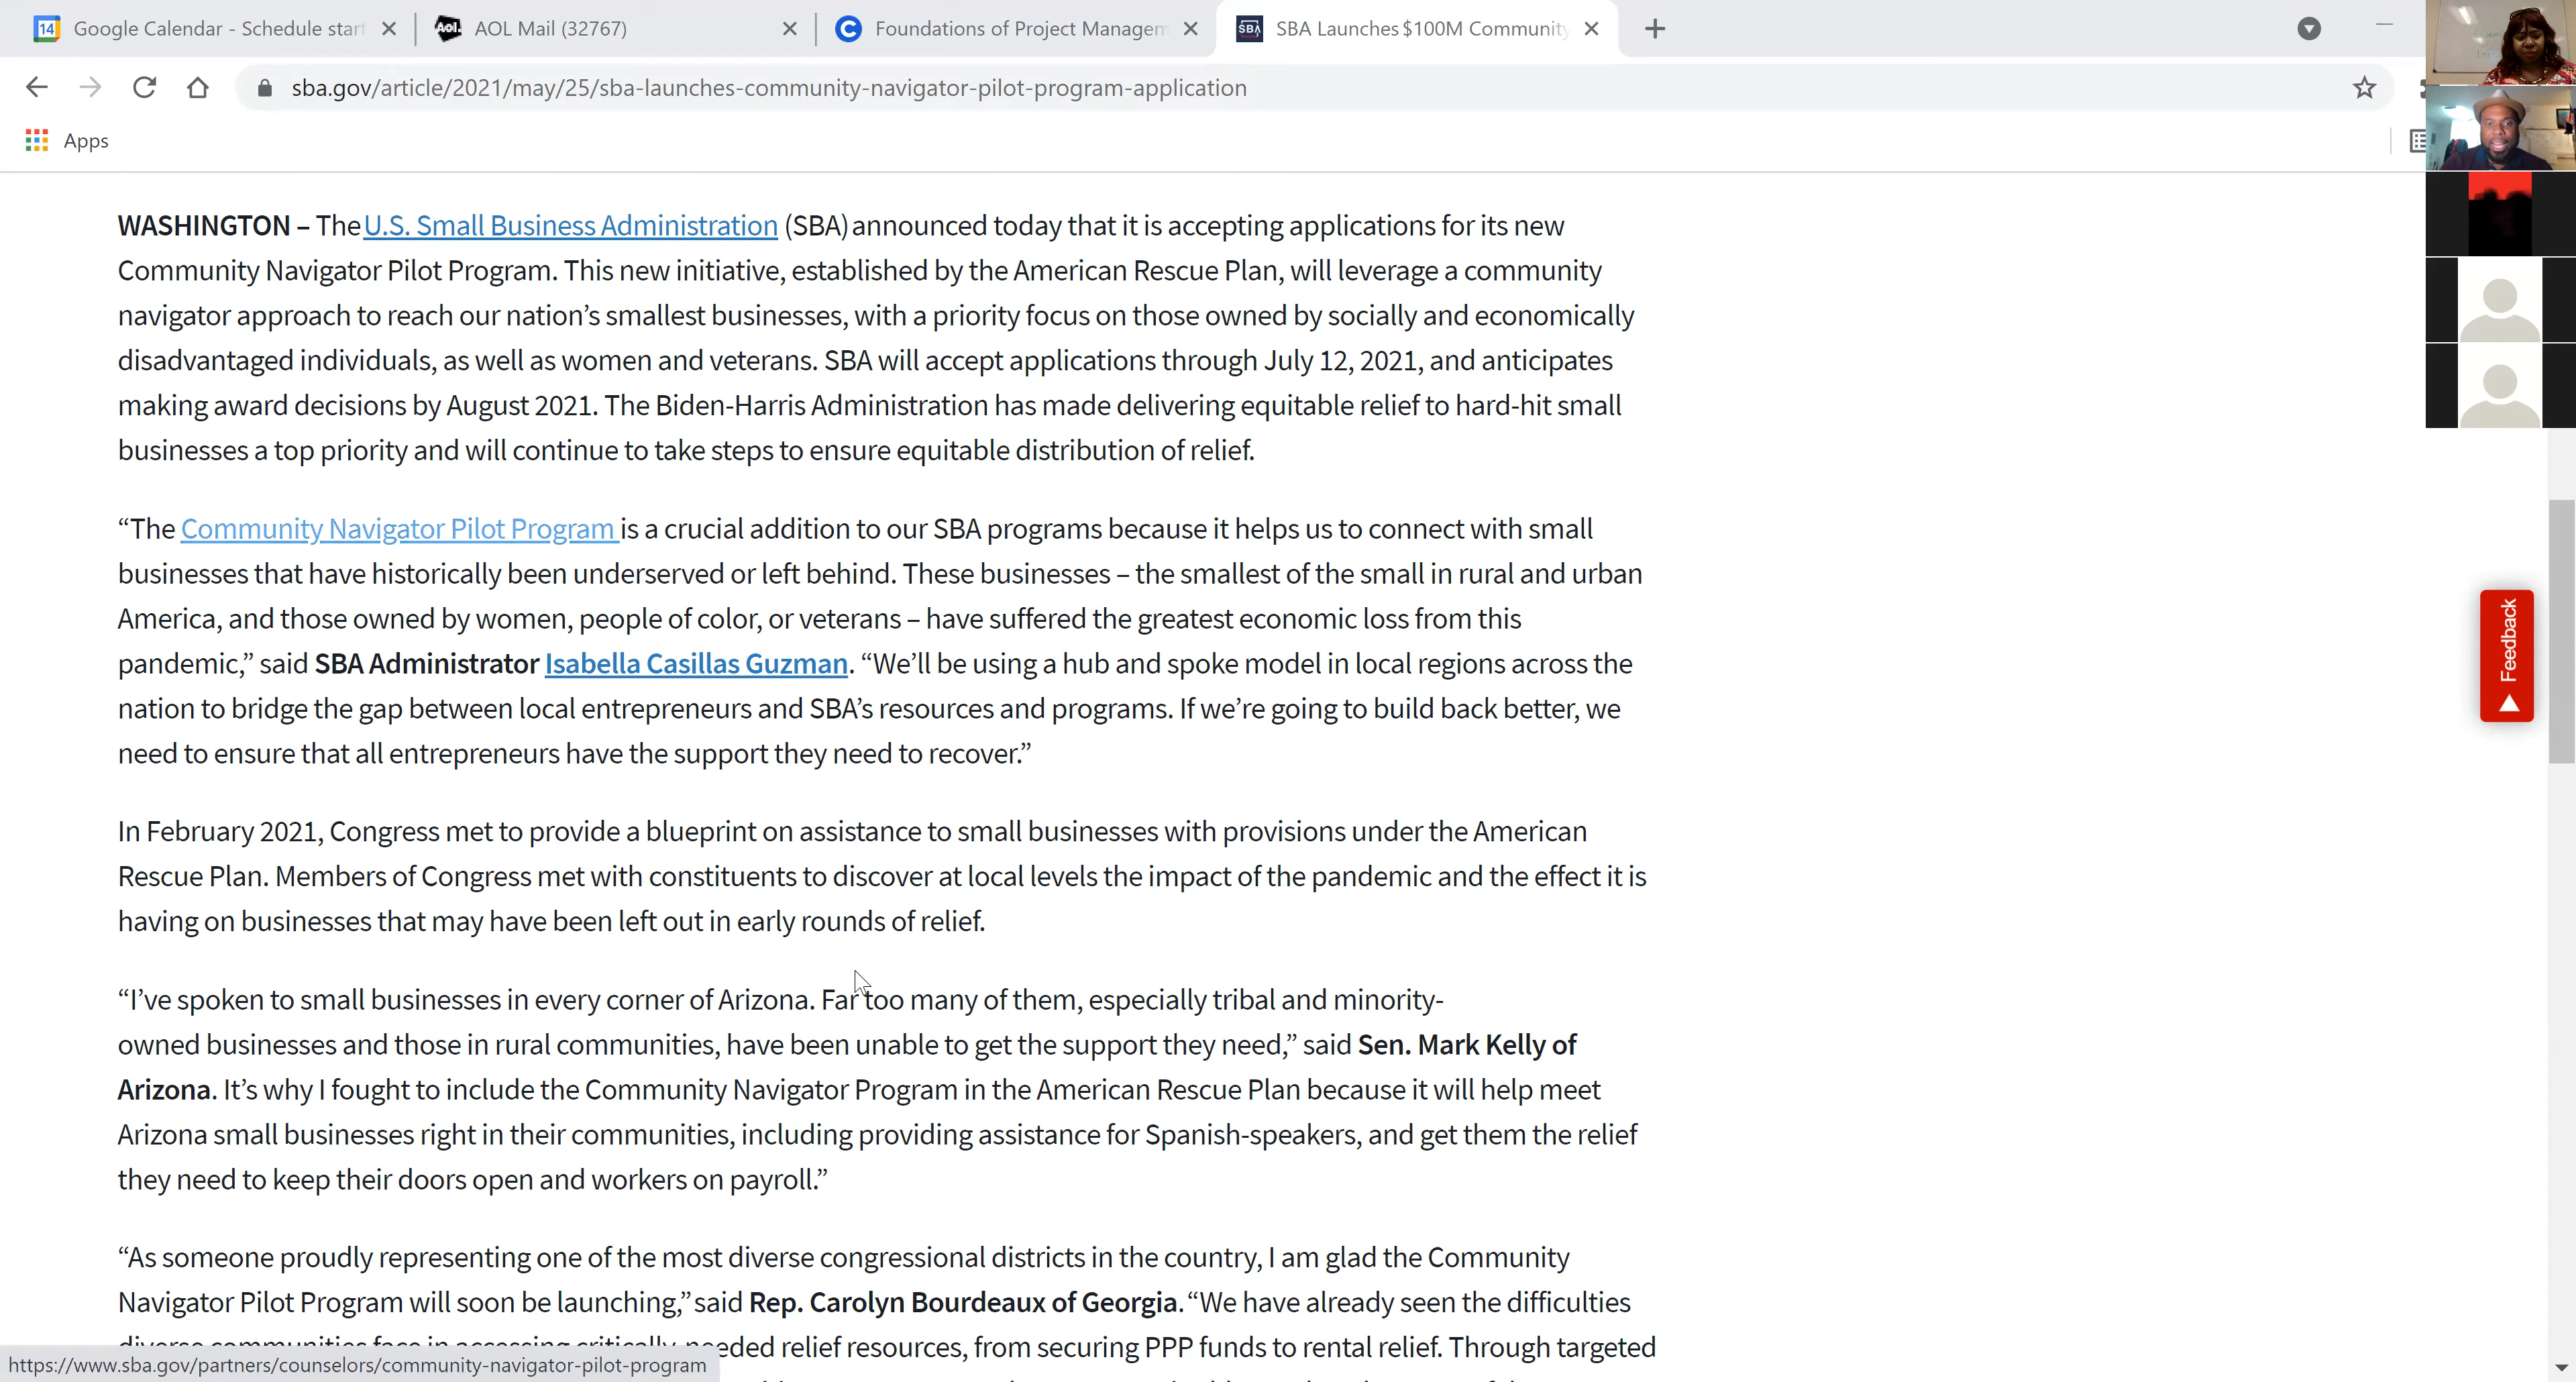 14 Google Calendar - Schedule start
Aol. AOL Mail (32767)
C Foundations of Project Managem
SBA SBA Launches $100M Community
sba.gov/article/2021/may/25/sba-launches-community-navigator-pilot-program-application
Apps
WASHINGTON – The U.S. Small Business Administration (SBA) announced today that it is accepting applications for its new
Community Navigator Pilot Program. This new initiative, established by the American Rescue Plan, will leverage a community
navigator approach to reach our nation’s smallest businesses, with a priority focus on those owned by socially and economically
disadvantaged individuals, as well as women and veterans. SBA will accept applications through July 12, 2021, and anticipates
making award decisions by August 2021. The Biden-Harris Administration has made delivering equitable relief to hard-hit small
businesses a top priority and will continue to take steps to ensure equitable distribution of relief.
“The Community Navigator Pilot Program is a crucial addition to our SBA programs because it helps us to connect with small
businesses that have historically been underserved or left behind. These businesses – the smallest of the small in rural and urban
America, and those owned by women, people of color, or veterans – have suffered the greatest economic loss from this
pandemic,” said SBA Administrator Isabella Casillas Guzman. “We’ll be using a hub and spoke model in local regions across the
nation to bridge the gap between local entrepreneurs and SBA’s resources and programs. If we’re going to build back better, we
need to ensure that all entrepreneurs have the support they need to recover.”
Feedback
In February 2021, Congress met to provide a blueprint on assistance to small businesses with provisions under the American
Rescue Plan. Members of Congress met with constituents to discover at local levels the impact of the pandemic and the effect it is
having on businesses that may have been left out in early rounds of relief.
“I’ve spoken to small businesses in every corner of Arizona. Far too many of them, especially tribal and minority-
owned businesses and those in rural communities, have been unable to get the support they need,” said Sen. Mark Kelly of
Arizona. It’s why I fought to include the Community Navigator Program in the American Rescue Plan because it will help meet
Arizona small businesses right in their communities, including providing assistance for Spanish-speakers, and get them the relief
they need to keep their doors open and workers on payroll.”
“As someone proudly representing one of the most diverse congressional districts in the country, I am glad the Community
Navigator Pilot Program will soon be launching,” said Rep. Carolyn Bourdeaux of Georgia. “We have already seen the difficulties
diverse communities face in accessing critically-needed relief resources, from securing PPP funds to rental relief. Through targeted
https://www.sba.gov/partners/counselors/community-navigator-pilot-program